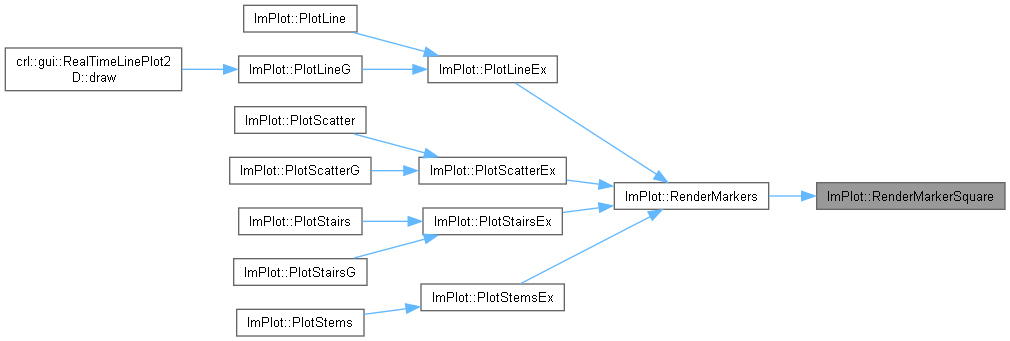 ImPlot::PlotLine
crl::gui::RealTimeLinePlot2
D::draw
ImPlot::PlotLineG
ImPlot::PlotLineEx
ImPlot::PlotScatter
ImPlot::PlotScatterG
ImPlot::PlotScatterEx
ImPlot::RenderMarkers
ImPlot::RenderMarkerSquare
ImPlot::PlotStairs
ImPlot::PlotStairsEx
ImPlot::PlotStairsG
ImPlot::PlotStemsEx
ImPlot::PlotStems